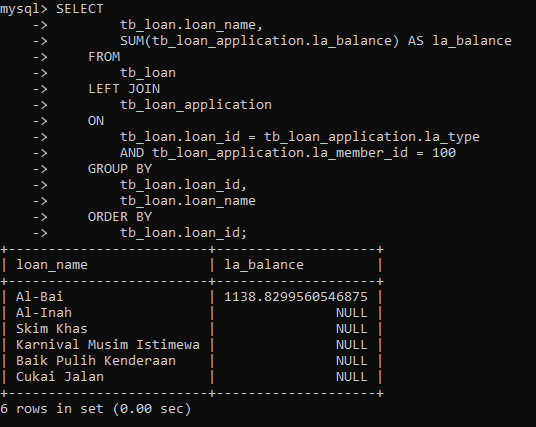 mysql> SELECT
    ->         tb_loan.loan_name,
    ->         SUM(tb_loan_application.la_balance) AS la_balance
    ->     FROM
    ->         tb_loan
    ->     LEFT JOIN
    ->         tb_loan_application
    ->     ON
    ->         tb_loan.loan_id = tb_loan_application.la_type
    ->         AND tb_loan_application.la_member_id = 100
    ->     GROUP BY
    ->         tb_loan.loan_id,
    ->         tb_loan.loan_name
    ->     ORDER BY
    ->         tb_loan.loan_id;
+-------------------------+--------------------+
| loan_name               | la_balance         |
+-------------------------+--------------------+
| Al-Bai                  | 1138.8299560546875 |
| Al-Inah                 |               NULL |
| Skim Khas               |               NULL |
| Karnival Musim Istimewa |               NULL |
| Baik Pulih Kenderaan    |               NULL |
| Cukai Jalan             |               NULL |
+-------------------------+--------------------+
6 rows in set (0.00 sec)